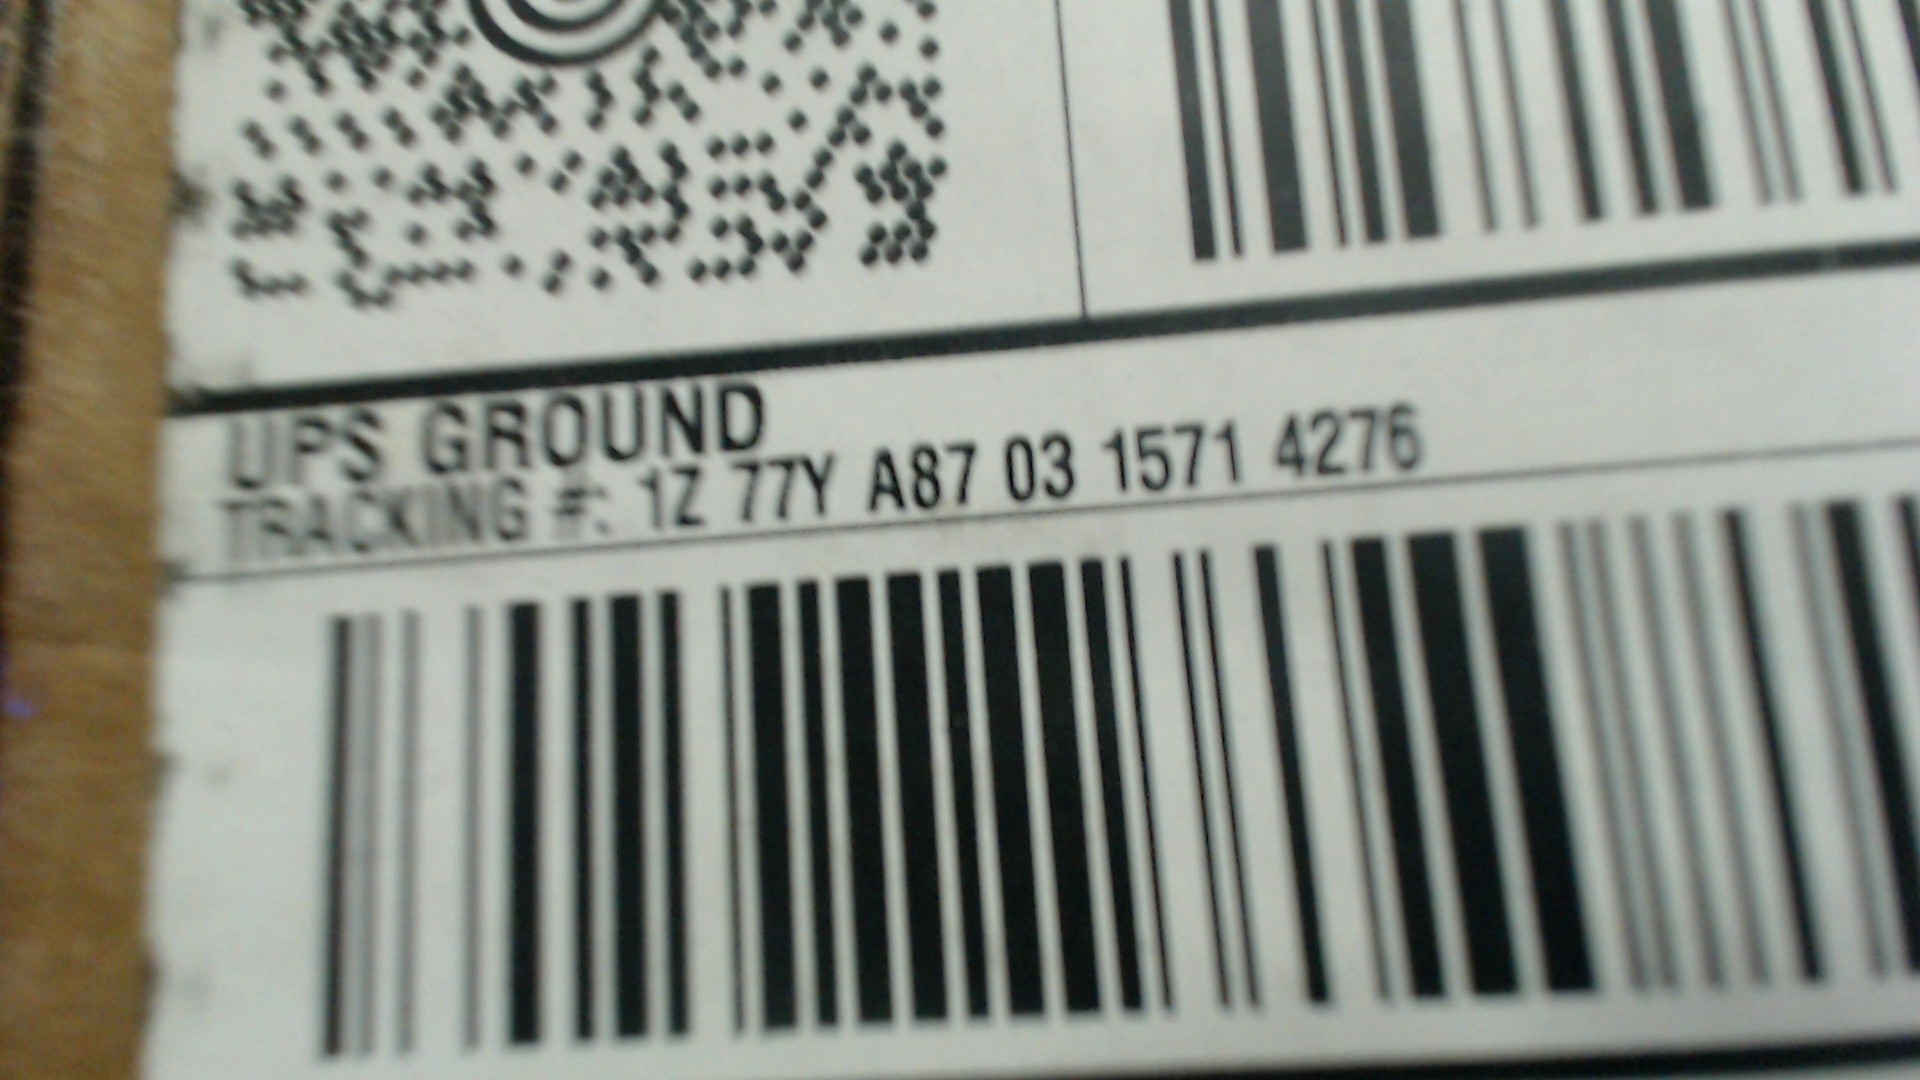 UPS GROUND
TRACKING #: 1Z 77Y A87 03 1571 4276